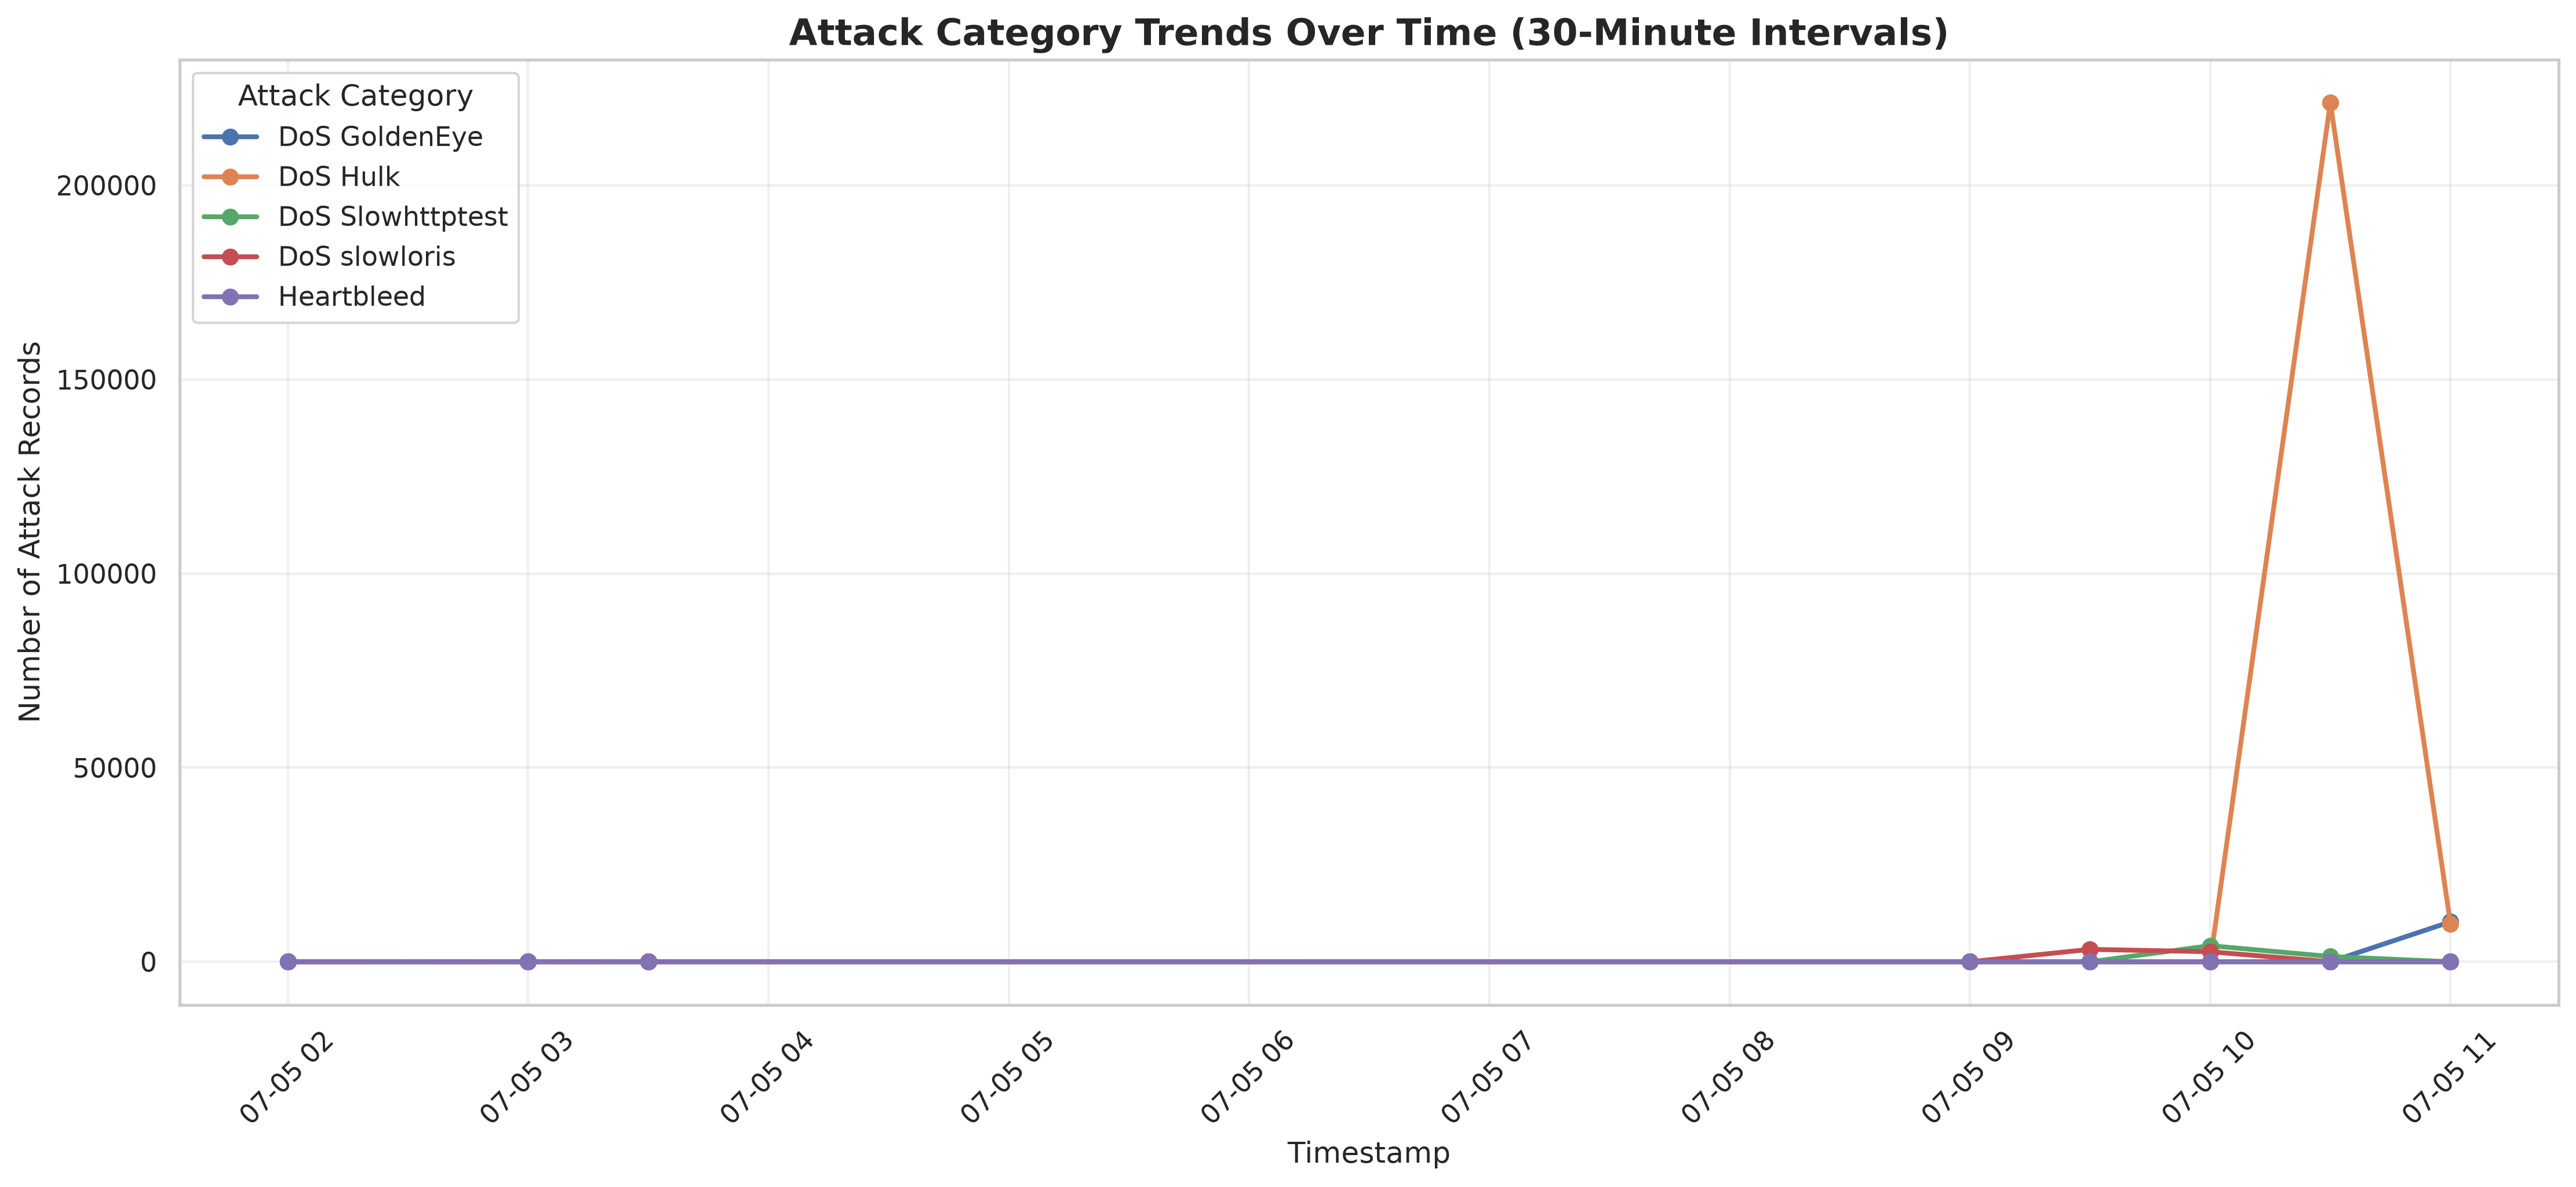 Attack Category Trends Over Time (30-Minute Intervals)
Attack Category
DoS GoldenEye
DoS Hulk
DoS Slowhttptest
DoS slowloris
Heartbleed
Number of Attack Records
200000
150000
100000
50000
0
07-05 02
07-05 03
07-05 04
07-05 05
07-05 06
07-05 07
07-05 08
07-05 09
07-05 10
07-05 11
Timestamp